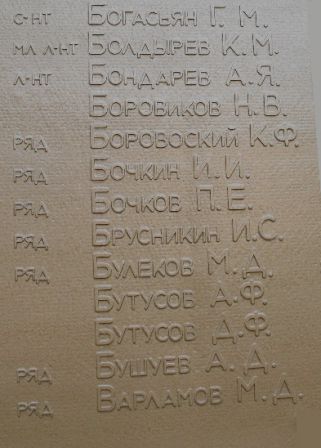 с-нт Богасьян Г. М.
мл л-нт Болдырев К. М.
л-нт Бондарев А. Я.
Боровиков Н. В.
ряд Боровоский К. Ф.
ряд Бочкин И. И.
ряд Бочков П. Е.
ряд Брусникин И. С.
ряд Булеков М. Д.
Бутусов А. Ф.
Бутусов Д. Ф.
ряд Бушуев А. Д.
ряд Варламов М. Д.